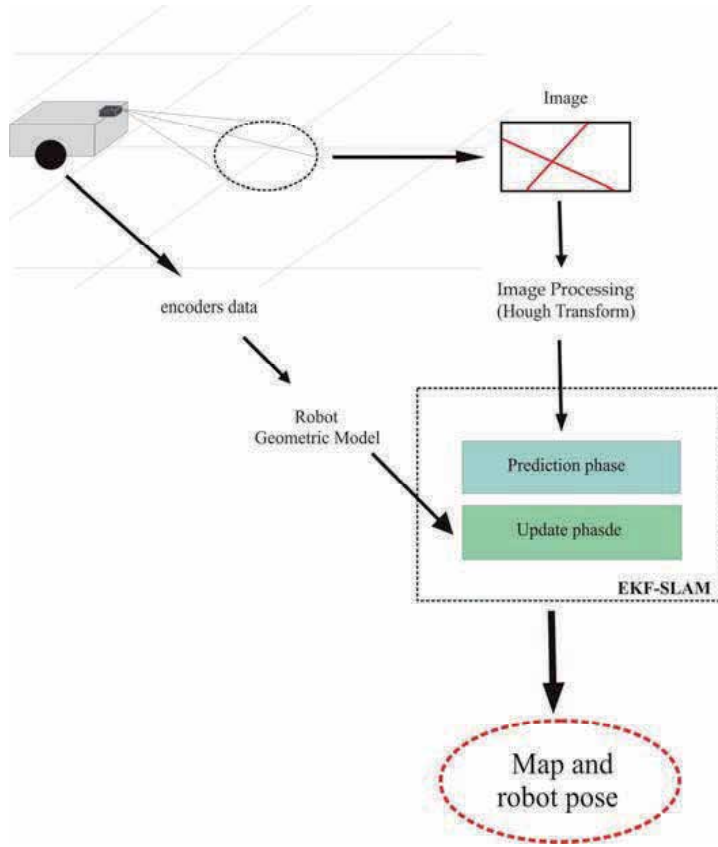 Image
Image Processing
(Hough Transform)
encoders data
Robot
Geometric Model
Prediction phase
Update phasde
EKF-SLAM
Map and
robot pose